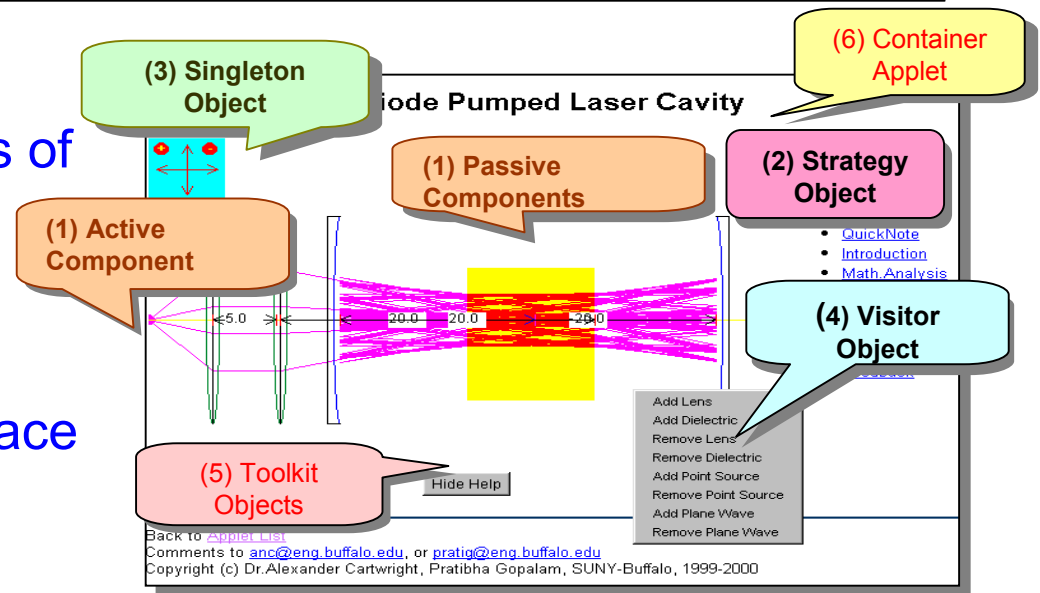 (6) Container
Applet
(3) Singleton
Object
iode Pumped Laser Cavity
s of
(1) Passive
Components
(2) Strategy
Object
(1) Active
Component
QuickNote
Introduction
Math.Analysis
5.0
20.0
20.0
(4) Visitor
Object
Add Lens
Add Dielectric
Remove Lens
Remove Dielectric
Add Point Source
Remove Point Source
Add Plane Wave
Remove Plane Wave
ace
(5) Toolkit
Objects
Hide Help
Back to Applet List
Comments to anc@eng.buffalo.edu, or pratig@eng.buffalo.edu
Copyright (c) Dr.Alexander Cartwright, Pratibha Gopalam, SUNY-Buffalo, 1999-2000